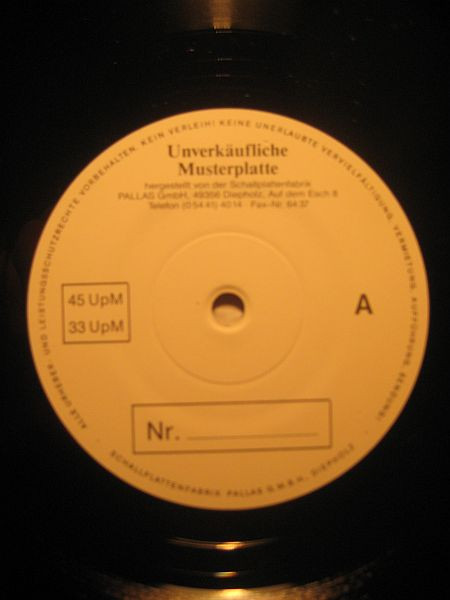 ALLE URHEBER- UND LEISTUNGSSCHUTZRECHTE VORBEHALTEN. KEIN VERLEIH! KEINE UNERLAUBTE VERVIELFÄLTIGUNG, VERMIETUNG, AUFFÜHRUNG, SENDUNG!
Unverkäufliche
Musterplatte
hergestellt von der Schallplattenfabrik
PALLAS GmbH, 49356 Diepholz, Auf dem Esch 8
Telefon (0 54 41) 40 14 · Fax-Nr. 64 37
45 UpM
33 UpM
A
Nr.
SCHALLPLATTENFABRIK PALLAS G.M.B.H., DIEPHOLZ